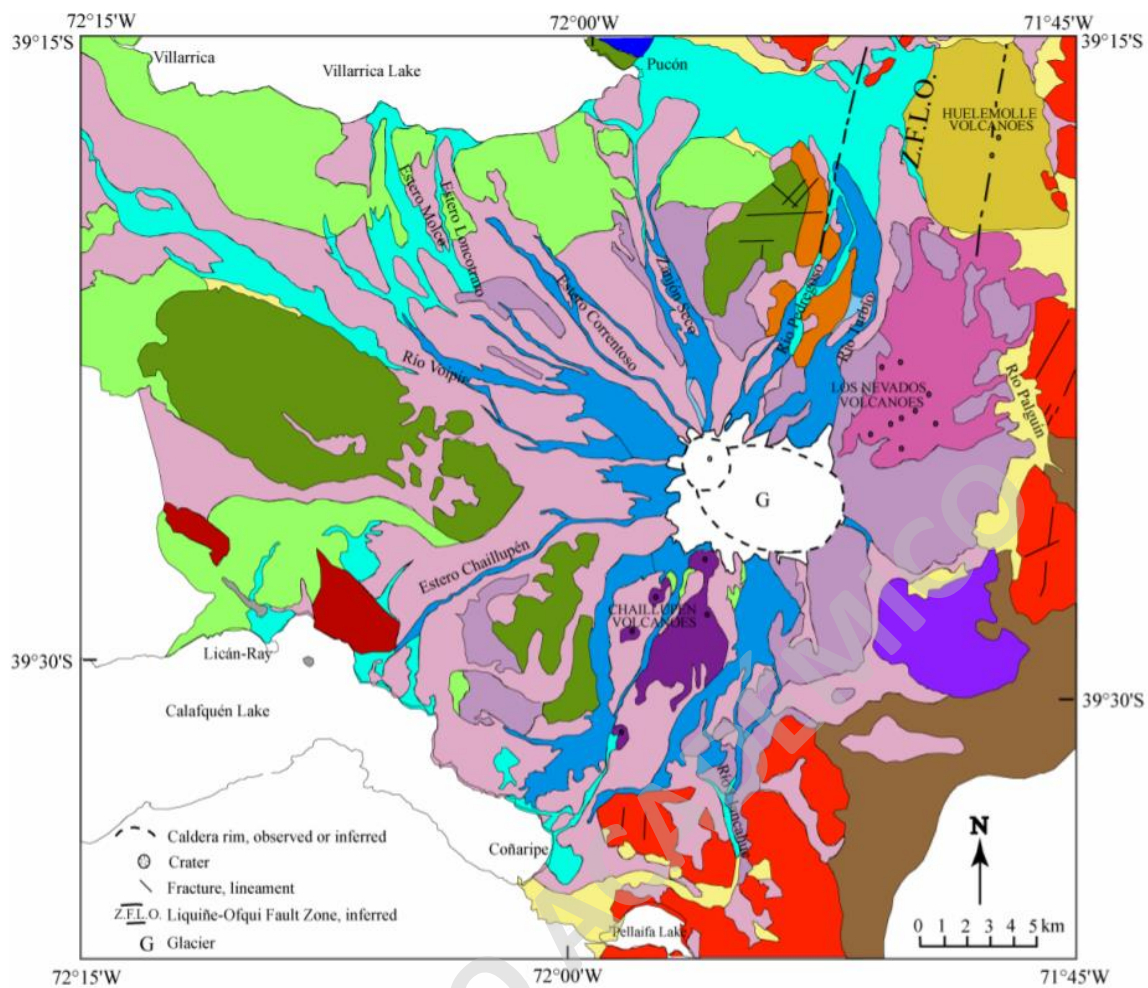 72°15'W
72°00'W
71°45'W
39°15'S
39°15'S
Villarrica
Villarrica Lake
Pucón
Z.F.L.O.
HUELEMOLLE
VOLCANOES
Estero Molco
Estero Loncotraro
Estero Correntoso
Zanjón Seco
Río Pedregoso
Río Turbio
Río Voipir
LOS NEVADOS
VOLCANOES
Río Palguín
G
Estero Chaillupén
CHAILLUPEN
VOLCANOES
39°30'S
39°30'S
Licán-Ray
Calafquén Lake
Río
Coñaripe
Pellaifa Lake
Caldera rim, observed or inferred
Crater
Fracture, lineament
Z.F.L.O. Liquiñe-Ofqui Fault Zone, inferred
G Glacier
N
0 1 2 3 4 5 km
72°15'W
72°00'W
71°45'W